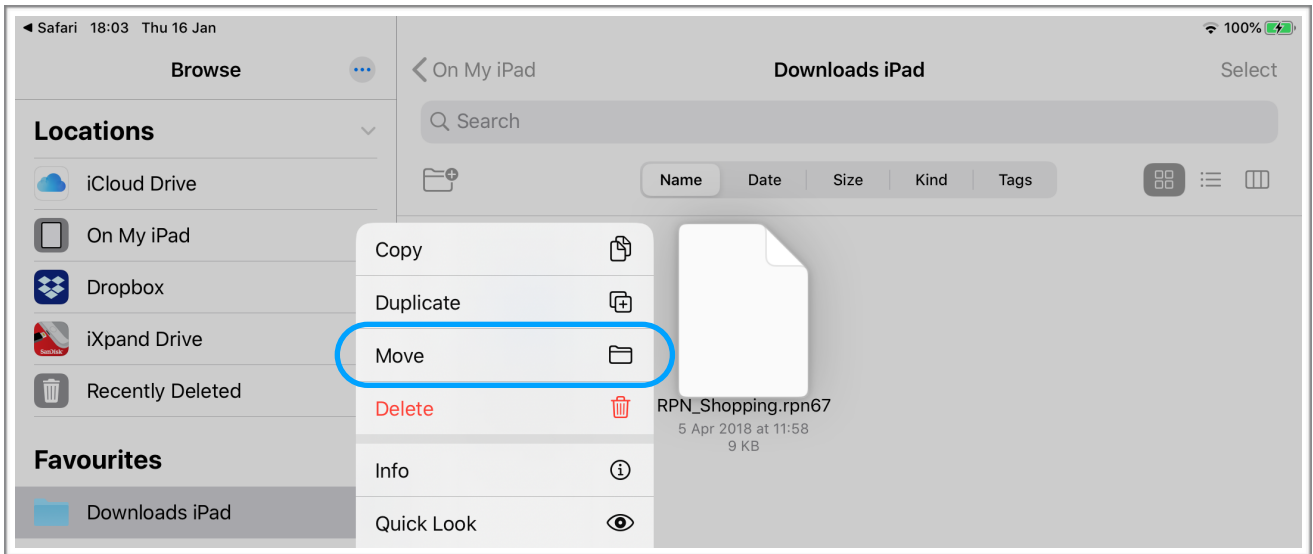 Safari 18:03 Thu 16 Jan
100%
Browse
On My iPad
Downloads iPad
Select
Locations
Search
iCloud Drive
Name Date Size Kind Tags
On My iPad
Dropbox
iXpand Drive
SanDisk
Recently Deleted
Favourites
Downloads iPad
Copy
Duplicate
Move
Delete
Info
Quick Look
RPN_Shopping.rpn67
5 Apr 2018 at 11:58
9 KB